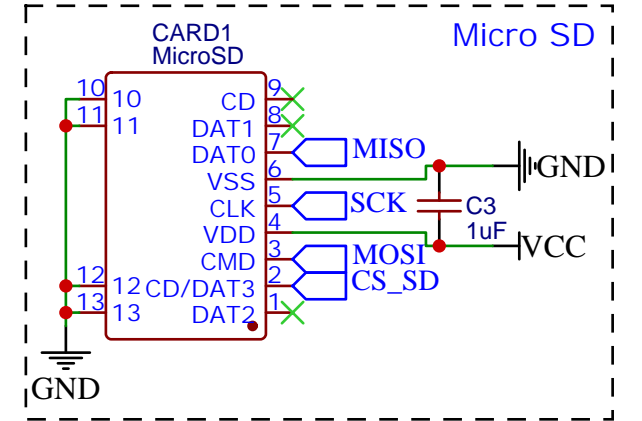 CARD1
MicroSD
Micro SD
10
10
CD
9
11
11
DAT1
8
DAT0
7
MISO
VSS
6
GND
CLK
5
SCK
C3
1uF
VDD
4
VCC
CMD
3
MOSI
12
12
CD/DAT3
2
CS_SD
13
13
DAT2
1
GND